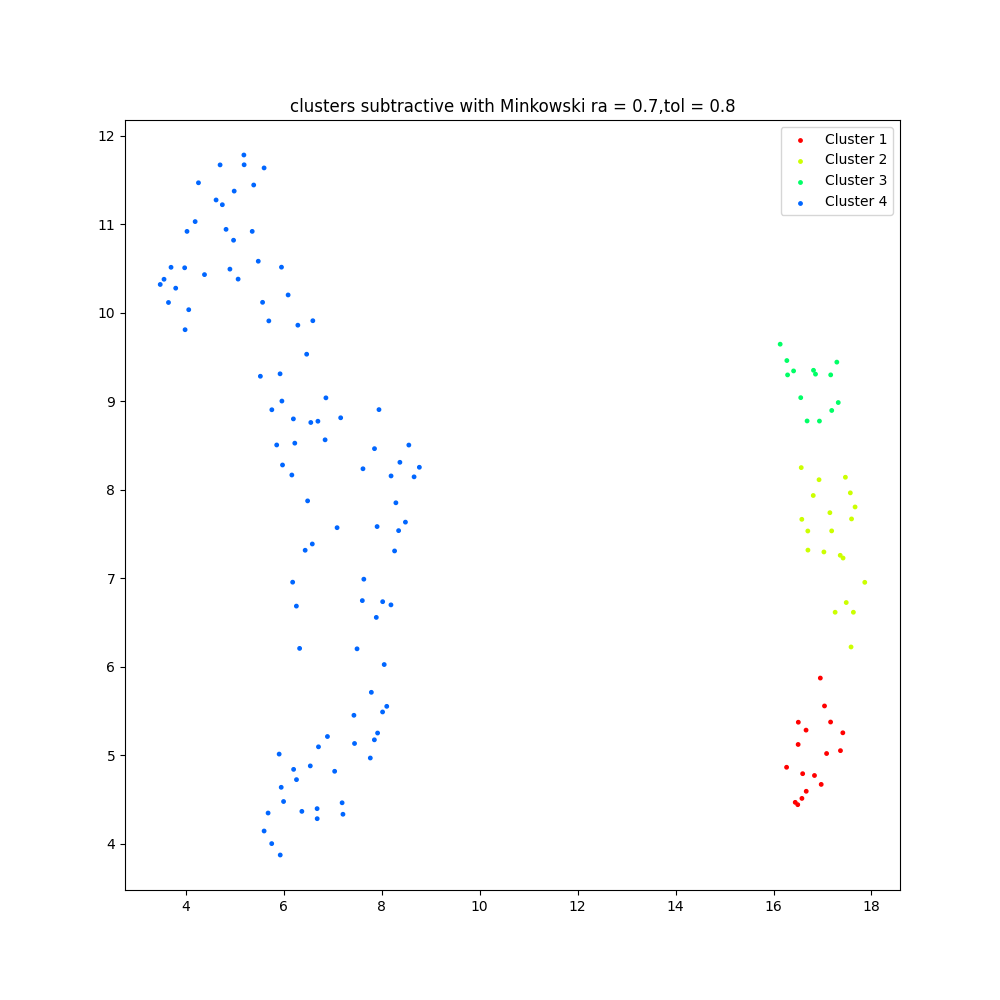 clusters subtractive with Minkowski ra = 0.7,tol = 0.8
Cluster 1
Cluster 2
Cluster 3
Cluster 4
12
11
10
9
8
7
6
5
4
4 6 8 10 12 14 16 18